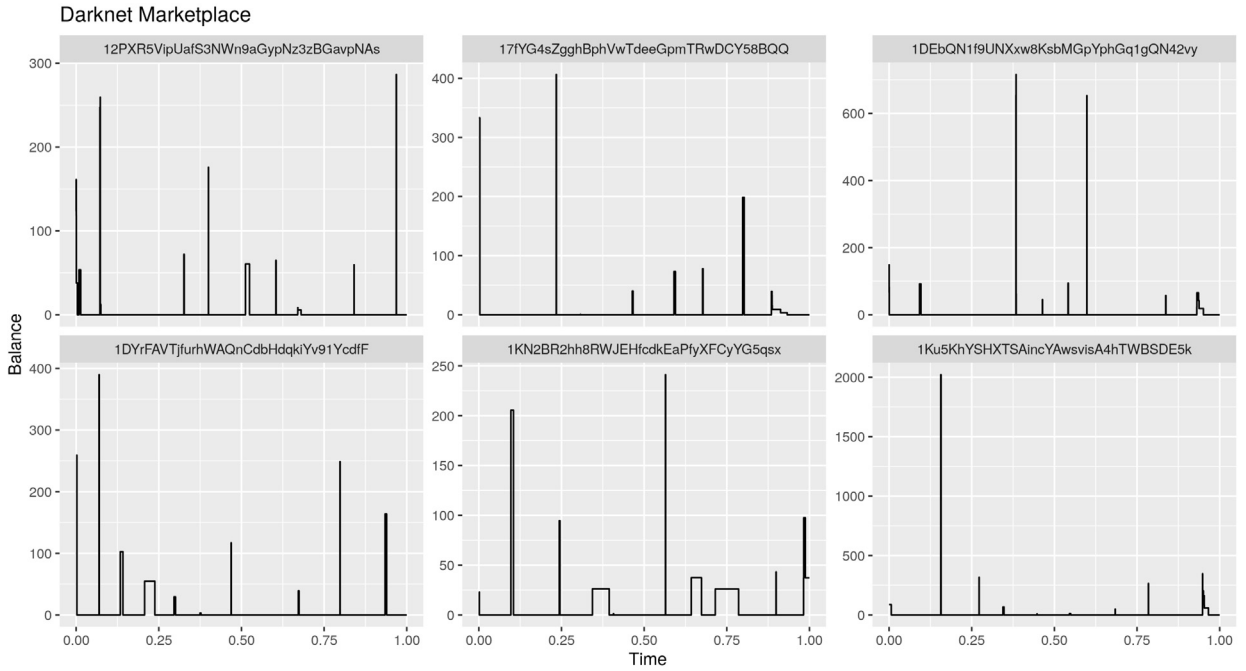 Darknet Marketplace
12PXR5VipUafS3NWn9aGypNz3zBGavpNAs
17fYG4sZgghBphVwTdeeGpmTRwDCY58BQQ
1DEbQN1f9UNXxw8KsbMGpYphGq1gQN42vy
300
200
100
0
400
300
200
100
0
600
400
200
0
Balance
1DYrFAVTjfurhWAQnCdbHdqkiYv91YcdfF
1KN2BR2hh8RWJEHfcdkEaPfyXFCyYG5qsx
1Ku5KhYSHXTSAincYAwsvisA4hTWBSDE5k
400
300
200
100
0
250
200
150
100
50
0
2000
1500
1000
500
0
0.00 0.25 0.50 0.75 1.00
0.00 0.25 0.50 0.75 1.00
0.00 0.25 0.50 0.75 1.00
Time